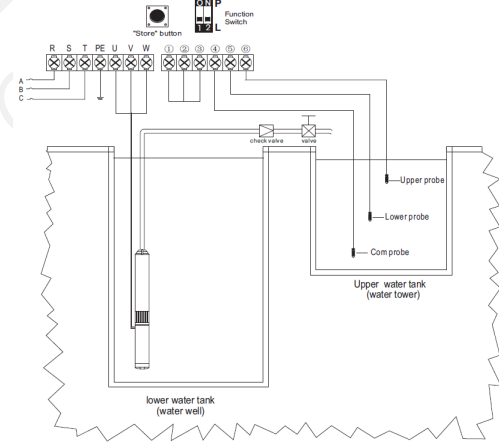 ON P
Function
Switch
1 2 L
"Store" button
R S T PE U V W ① ② ③ ④ ⑤ ⑥
A
B
C
check valve
valve
Upper probe
Lower probe
Com probe
Upper water tank
(water tower)
lower water tank
(water well)